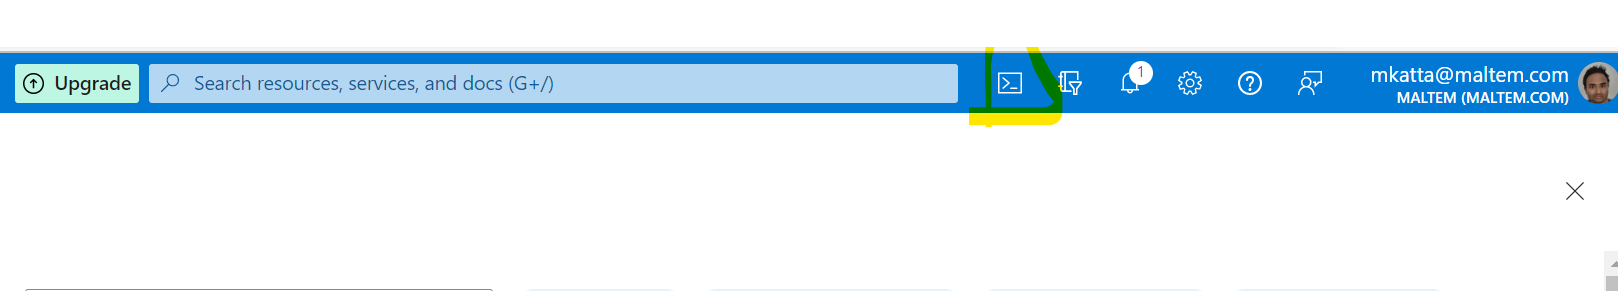 Upgrade
Search resources, services, and docs (G+/)
1
mkatta@maltem.com
MALTEM (MALTEM.COM)